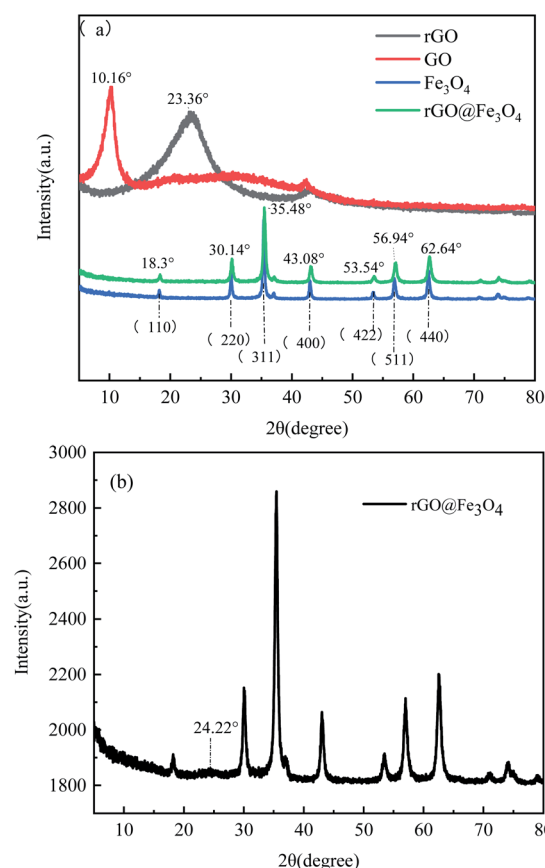 ( a)
rGO
GO
Fe₃O₄
rGO@Fe₃O₄
10.16°
23.36°
35.48°
18.3°
30.14°
43.08°
53.54°
56.94°
62.64°
( 110)
( 220)
( 311)
( 400)
( 422)
( 511)
( 440)
Intensity(a.u.)
10 20 30 40 50 60 70 80
2θ(degree)
(b)
rGO@Fe₃O₄
24.22°
3000
2800
2600
2400
2200
2000
1800
Intensity(a.u.)
10 20 30 40 50 60 70 80
2θ(degree)